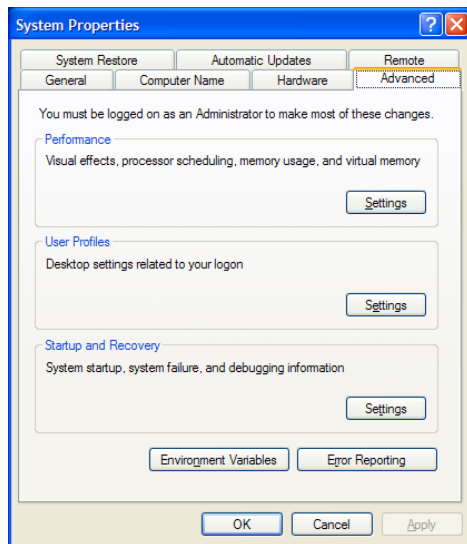 System Properties
System Restore Automatic Updates Remote
General Computer Name Hardware Advanced
You must be logged on as an Administrator to make most of these changes.
Performance
Visual effects, processor scheduling, memory usage, and virtual memory
Settings
User Profiles
Desktop settings related to your logon
Settings
Startup and Recovery
System startup, system failure, and debugging information
Settings
Environment Variables Error Reporting
OK Cancel Apply